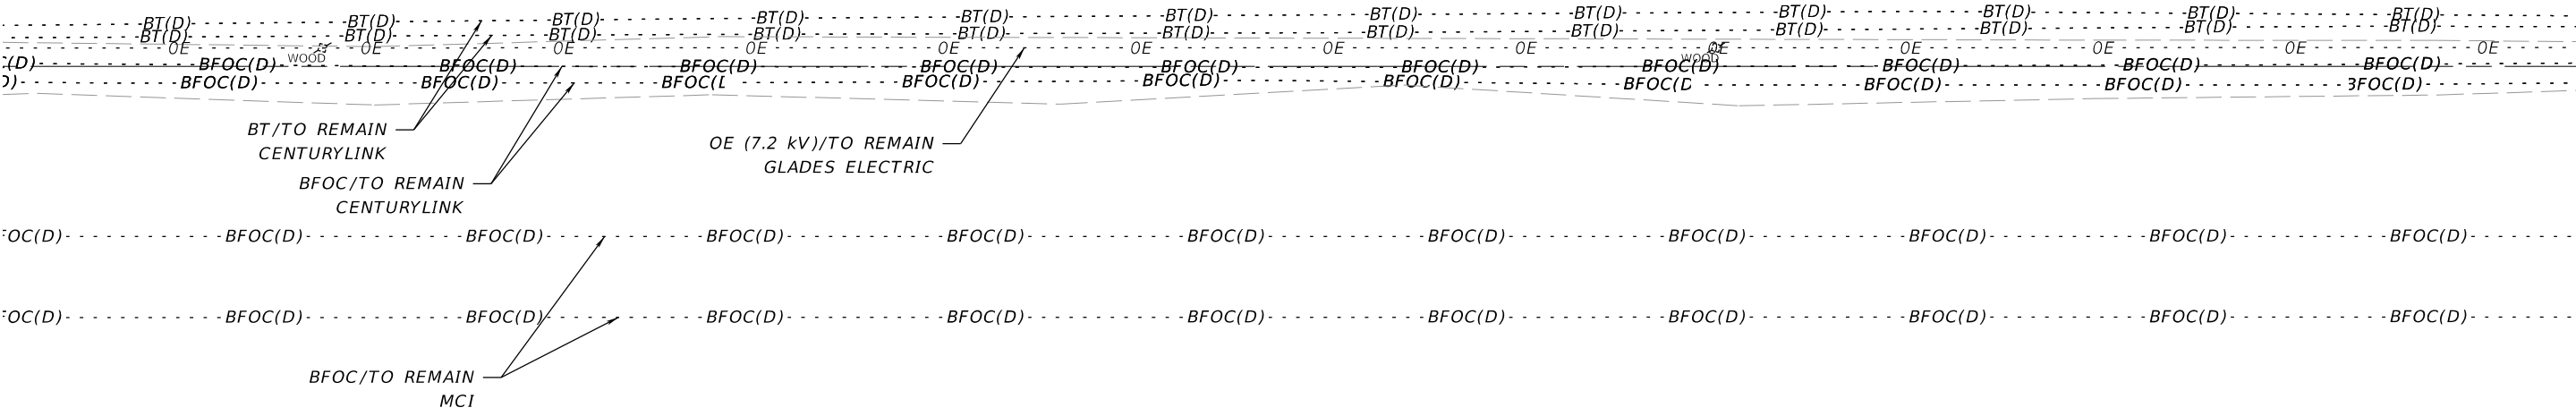 BT(D) BT(D) BT(D) BT(D) BT(D) BT(D) BT(D) BT(D) BT(D) BT(D) BT(D) BT(D)
BT(D) BT(D) BT(D) BT(D) BT(D) BT(D) BT(D) BT(D) BT(D) BT(D) BT(D) BT(D)
OE OE OE OE OE OE OE OE OE OE OE OE OE
WOOD WOOD
(D) BFOC(D) BFOC(D) BFOC(D) BFOC(D) BFOC(D) BFOC(D) BFOC(D) BFOC(D) BFOC(D) BFOC(D)
D) BFOC(D) BFOC(D) BFOC(L BFOC(D) BFOC(D) BFOC(D) BFOC(D BFOC(D) BFOC(D) BFOC(D)
BT/TO REMAIN
CENTURYLINK
OE (7.2 kV)/TO REMAIN
GLADES ELECTRIC
BFOC/TO REMAIN
CENTURYLINK
FOC(D) BFOC(D) BFOC(D) BFOC(D) BFOC(D) BFOC(D) BFOC(D) BFOC(D) BFOC(D) BFOC(D) BFOC(D)
FOC(D) BFOC(D) BFOC(D) BFOC(D) BFOC(D) BFOC(D) BFOC(D) BFOC(D) BFOC(D) BFOC(D) BFOC(D)
BFOC/TO REMAIN
MCI